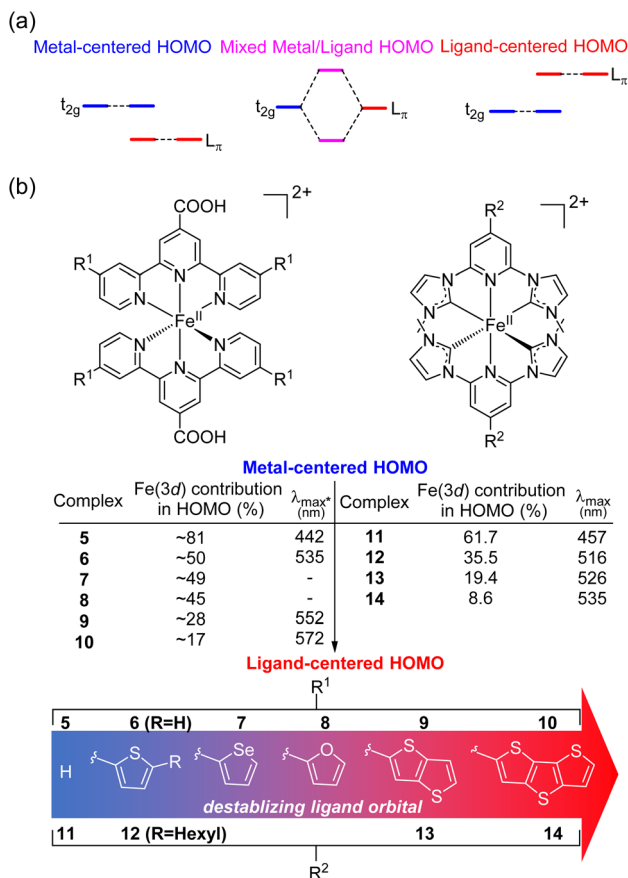 (a)
Metal-centered HOMO Mixed Metal/Ligand HOMO Ligand-centered HOMO
t2g Lπ t2g Lπ t2g Lπ
(b)
2+ 2+
COOH R2
R1 R1
N N N N N N N
FeII FeII
N N N N N N N
R1 R1
COOH R2
Metal-centered HOMO
Complex Fe(3d) contribution in HOMO (%) λmax* (nm) Complex Fe(3d) contribution in HOMO (%) λmax (nm)
5 ~81 442 11 61.7 457
6 ~50 535 12 35.5 516
7 ~49 - 13 19.4 526
8 ~45 - 14 8.6 535
9 ~28 552
10 ~17 572
Ligand-centered HOMO
R1
5 6 (R=H) 7 8 9 10
H S R Se O S S S S S
destablizing ligand orbital
11 12 (R=Hexyl) 13 14
R2